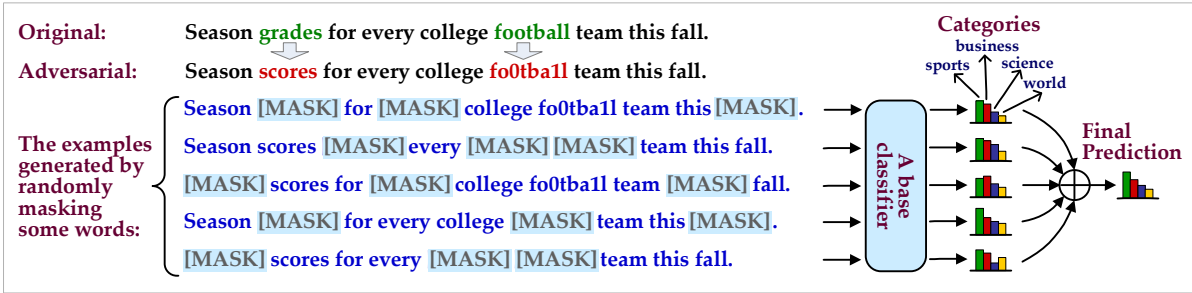 Original: Season grades for every college football team this fall.
Adversarial: Season scores for every college fo0tba1l team this fall.
The examples
generated by
randomly
masking
some words:
Season [MASK] for [MASK] college fo0tba1l team this [MASK].
Season scores [MASK] every [MASK] [MASK] team this fall.
[MASK] scores for [MASK] college fo0tba1l team [MASK] fall.
Season [MASK] for every college [MASK] team this [MASK].
[MASK] scores for every [MASK] [MASK] team this fall.
A base
classifier
Categories
business
sports
science
world
Final
Prediction